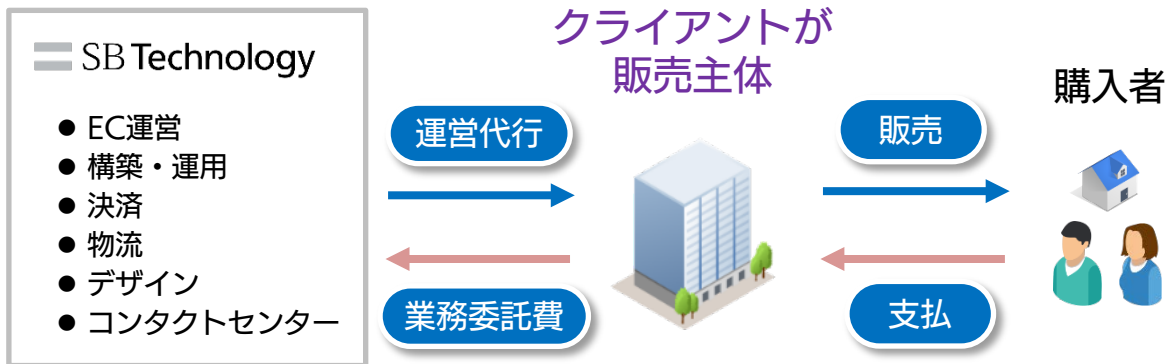 SB Technology
● EC運営
● 構築・運用
● 決済
● 物流
● デザイン
● コンタクトセンター
運営代行
業務委託費
クライアントが
販売主体
販売
支払
購入者